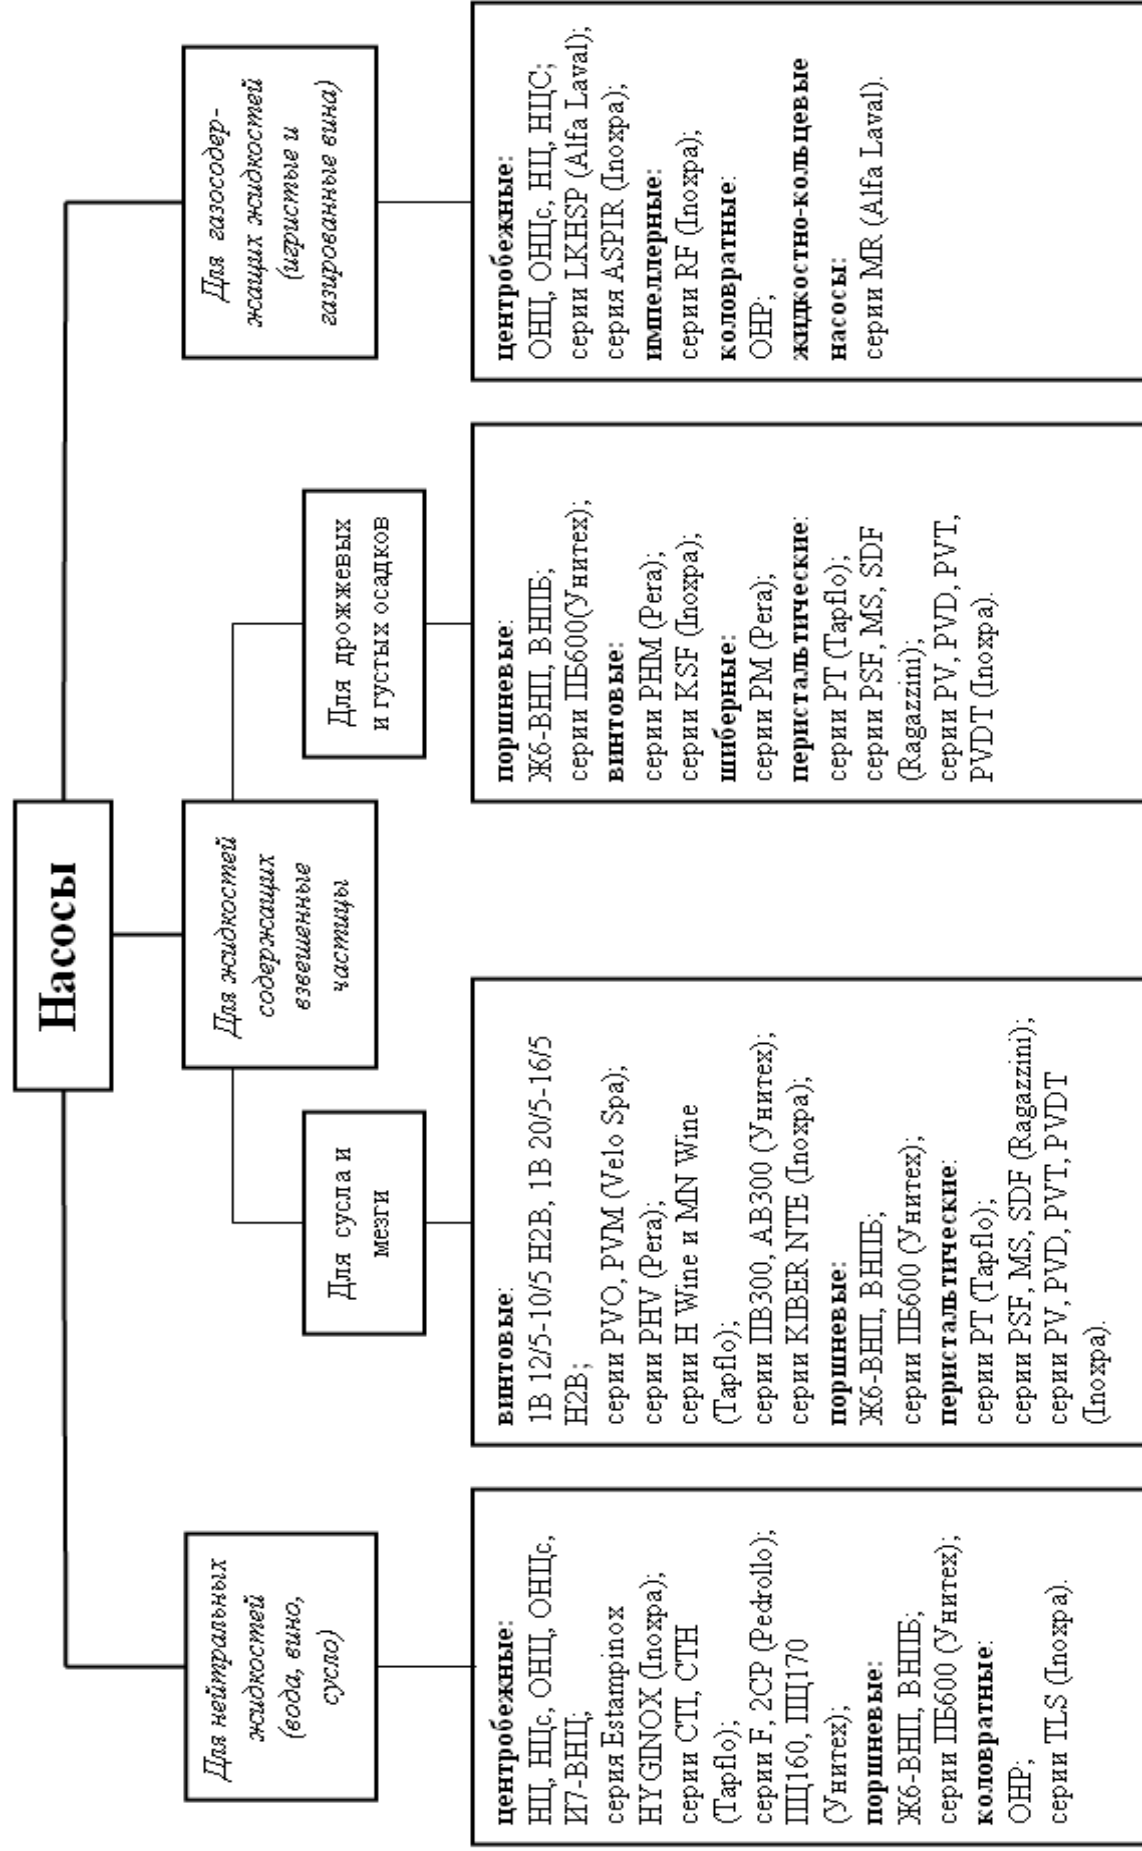 Насосы
Для нейтральных
жидкостей
(вода, вино,
сусло)
Для жидкостей
содержащих
взвешенные
частицы
Для газосодер-
жащих жидкостей
(игристые и
газированные вина)
Для сусла и
мезги
Для дрожжевых
и густых осадков
центробежные:
НЦ, НЦс, ОНЦ, ОНЦс,
И7-ВНЦ,
серия Estampinox
HYGINOX (Inoxpa);
серии CTI, CTH
(Tapflo);
серии F, 2CP (Pedrollo);
ПЦ160, ПЦ170
(Унитех);
поршневые:
Ж6-ВНП, ВНПБ;
серии ПБ600 (Унитех);
коловратные:
ОНР;
серии TLS (Inoxpa).
винтовые:
1В 12/5-10/5 Н2В, 1В 20/5-16/5
Н2В;
серии PVO, PVM (Velo Spa);
серии PHV (Pera);
серии H Wine и MN Wine
(Tapflo);
серии ПВ300, АВ300 (Унитех);
серии KIBER NTE (Inoxpa);
поршневые:
Ж6-ВНП, ВНПБ;
серии ПБ600 (Унитех);
перистальтические:
серии PT (Tapflo);
серии PSF, MS, SDF (Ragazzini);
серии PV, PVD, PVT, PVDT
(Inoxpa).
поршневые:
Ж6-ВНП, ВНПБ;
серии ПБ600(Унитех);
винтовые:
серии PHM (Pera);
серии KSF (Inoxpa);
шиберные:
серии PM (Pera);
перистальтические:
серии PT (Tapflo);
серии PSF, MS, SDF
(Ragazzini);
серии PV, PVD, PVT,
PVDT (Inoxpa).
центробежные:
ОНЦ, ОНЦс, НЦ, НЦС;
серии LKHSP (Alfa Laval);
серия ASPIR (Inoxpa);
импеллерные:
серии RF (Inoxpa);
коловратные:
ОНР;
жидкостно-кольцевые
насосы:
серии MR (Alfa Laval).